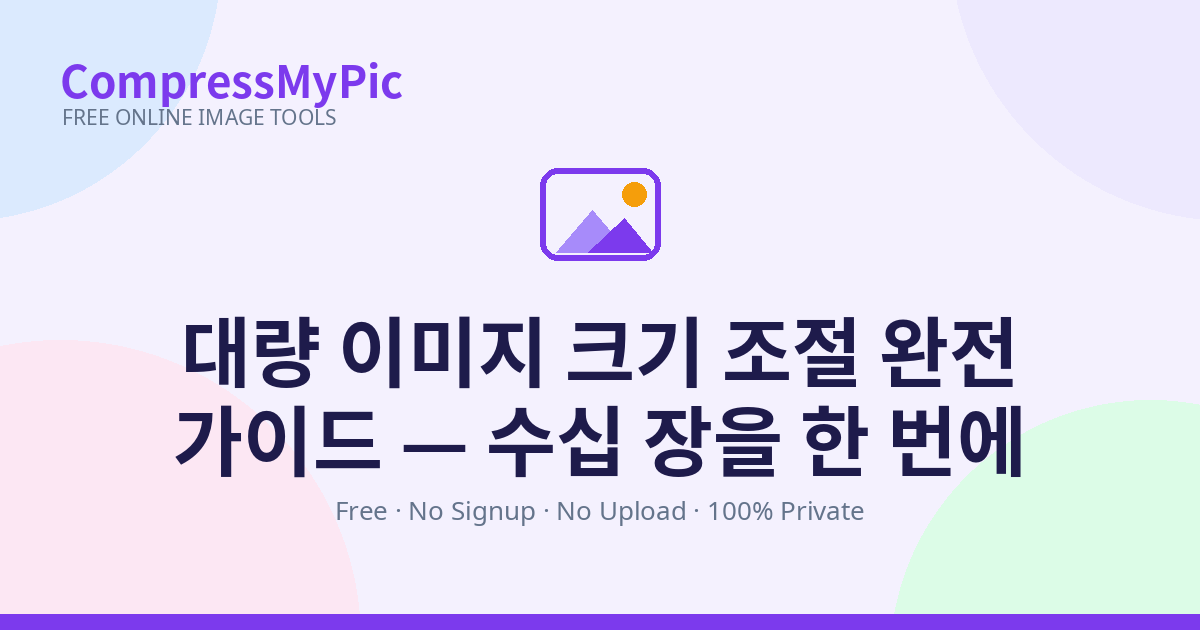 CompressMyPic
FREE ONLINE IMAGE TOOLS
대량 이미지 크기 조절 완전
가이드 — 수십 장을 한 번에
Free · No Signup · No Upload · 100% Private